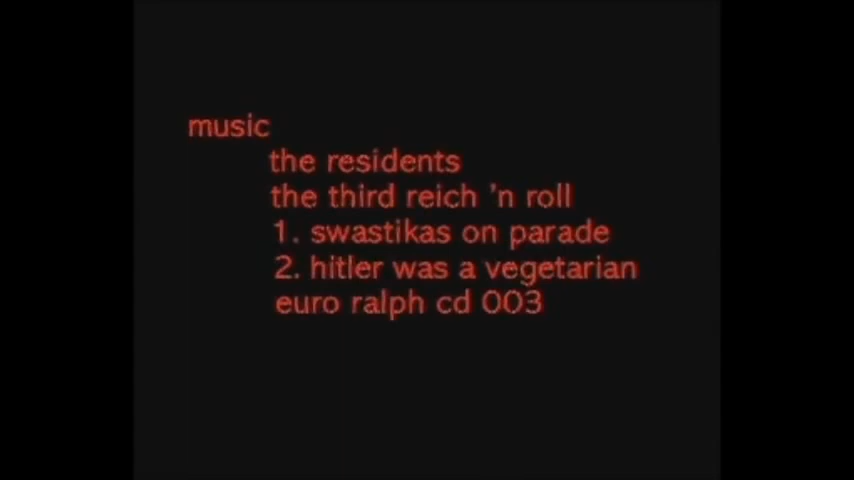 music
the residents
the third reich 'n roll
1. swastikas on parade
2. hitler was a vegetarian
euro ralph cd 003